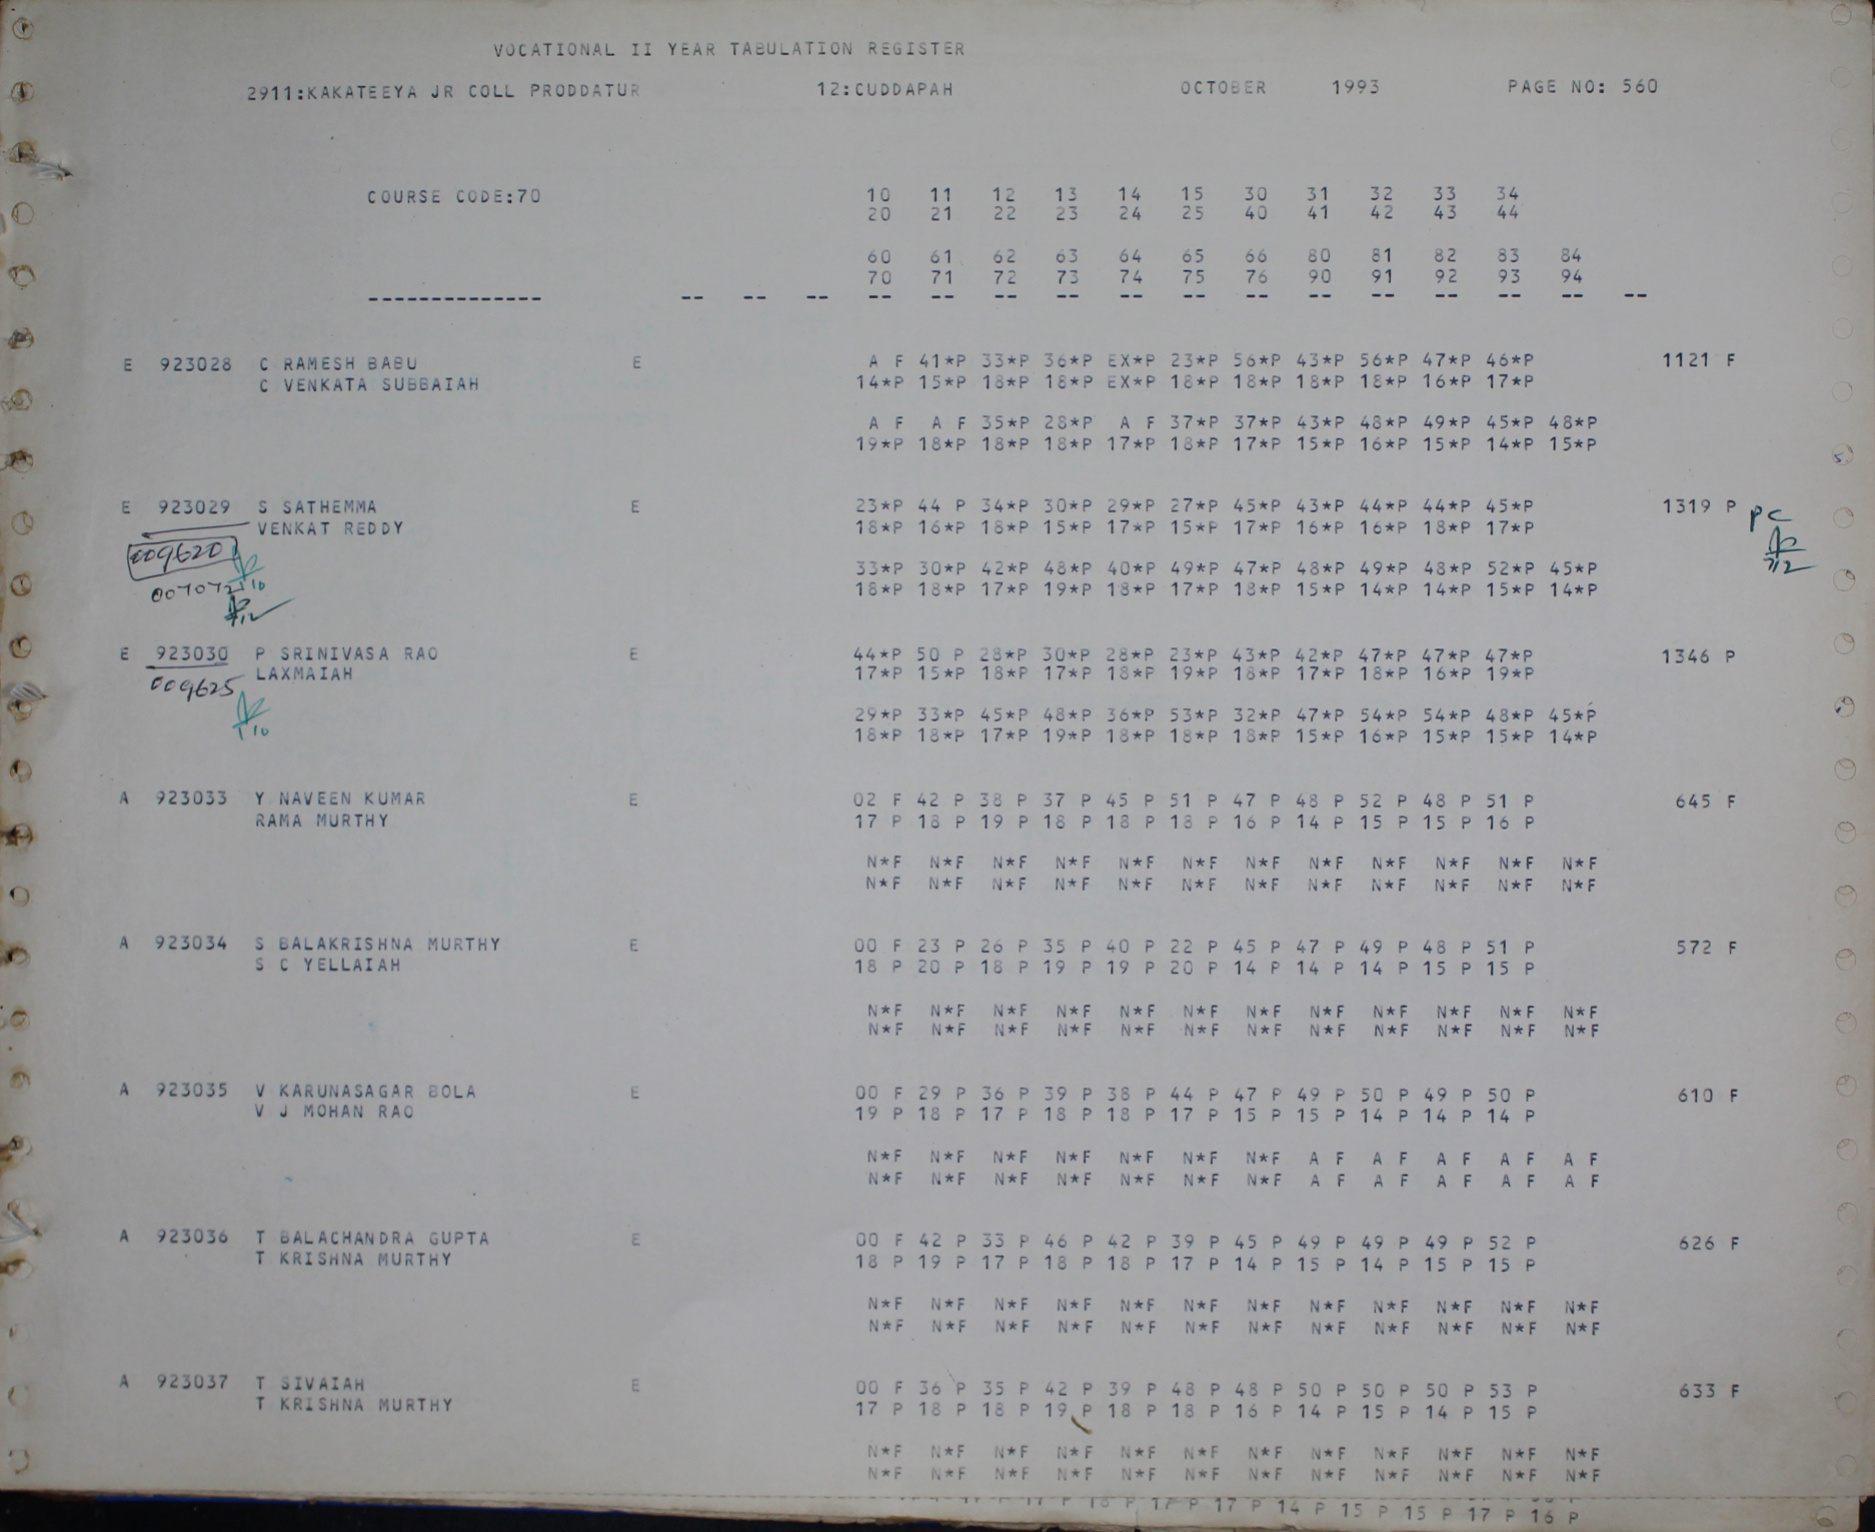 VOCATIONAL II YEAR TABULATION REGISTER
2911:KAKATEEYA JR COLL PRODDATUR 12:CUDDAPAH OCTOBER 1993 PAGE NO: 560
COURSE CODE:70 10 11 12 13 14 15 30 31 32 33 34
20 21 22 23 24 25 40 41 42 43 44
60 61 62 63 64 65 66 80 81 82 83 84
70 71 72 73 74 75 76 90 91 92 93 94
-------------- -- -- -- -- -- -- -- -- -- -- -- -- -- -- -- --
E 923028 C RAMESH BABU E A F 41*P 33*P 36*P EX*P 23*P 56*P 43*P 56*P 47*P 46*P 1121 F
C VENKATA SUBBAIAH 14*P 15*P 18*P 18*P EX*P 18*P 18*P 18*P 18*P 16*P 17*P
A F A F 35*P 28*P A F 37*P 37*P 43*P 48*P 49*P 45*P 48*P
19*P 18*P 18*P 18*P 17*P 18*P 17*P 15*P 16*P 15*P 14*P 15*P
E 923029 S SATHEMMA E 23*P 44 P 34*P 30*P 29*P 27*P 45*P 43*P 44*P 44*P 45*P 1319 P PC
VENKAT REDDY 18*P 16*P 18*P 15*P 17*P 15*P 17*P 16*P 16*P 18*P 17*P
009620
33*P 30*P 42*P 48*P 40*P 49*P 47*P 48*P 49*P 48*P 52*P 45*P
007072 18*P 18*P 17*P 19*P 18*P 17*P 18*P 15*P 14*P 14*P 15*P 14*P
E 923030 P SRINIVASA RAO E 44*P 50 P 28*P 30*P 28*P 23*P 43*P 42*P 47*P 47*P 47*P 1346 P
LAXMAIAH 17*P 15*P 18*P 17*P 18*P 19*P 18*P 17*P 18*P 16*P 19*P
009625
29*P 33*P 45*P 48*P 36*P 53*P 32*P 47*P 54*P 54*P 48*P 45*P
18*P 18*P 17*P 19*P 18*P 18*P 18*P 15*P 16*P 15*P 15*P 14*P
A 923033 Y NAVEEN KUMAR E 02 F 42 P 38 P 37 P 45 P 51 P 47 P 48 P 52 P 48 P 51 P 645 F
RAMA MURTHY 17 P 18 P 19 P 18 P 18 P 18 P 16 P 14 P 15 P 15 P 16 P
N*F N*F N*F N*F N*F N*F N*F N*F N*F N*F N*F N*F
N*F N*F N*F N*F N*F N*F N*F N*F N*F N*F N*F N*F
A 923034 S BALAKRISHNA MURTHY E 00 F 23 P 26 P 35 P 40 P 22 P 45 P 47 P 49 P 48 P 51 P 572 F
S C YELLAIAH 18 P 20 P 18 P 19 P 19 P 20 P 14 P 14 P 14 P 15 P 15 P
N*F N*F N*F N*F N*F N*F N*F N*F N*F N*F N*F N*F
N*F N*F N*F N*F N*F N*F N*F N*F N*F N*F N*F N*F
A 923035 V KARUNASAGAR BOLA E 00 F 29 P 36 P 39 P 38 P 44 P 47 P 49 P 50 P 49 P 50 P 610 F
V J MOHAN RAO 19 P 18 P 17 P 18 P 18 P 17 P 15 P 15 P 14 P 14 P 14 P
N*F N*F N*F N*F N*F N*F N*F A F A F A F A F A F
N*F N*F N*F N*F N*F N*F N*F A F A F A F A F A F
A 923036 T BALACHANDRA GUPTA E 00 F 42 P 33 P 46 P 42 P 39 P 45 P 49 P 49 P 49 P 52 P 626 F
T KRISHNA MURTHY 18 P 19 P 17 P 18 P 18 P 17 P 14 P 15 P 14 P 15 P 15 P
N*F N*F N*F N*F N*F N*F N*F N*F N*F N*F N*F N*F
N*F N*F N*F N*F N*F N*F N*F N*F N*F N*F N*F N*F
A 923037 T SIVAIAH E 00 F 36 P 35 P 42 P 39 P 48 P 48 P 50 P 50 P 50 P 53 P 633 F
T KRISHNA MURTHY 17 P 18 P 18 P 19 P 18 P 18 P 16 P 14 P 15 P 14 P 15 P
N*F N*F N*F N*F N*F N*F N*F N*F N*F N*F N*F N*F
N*F N*F N*F N*F N*F N*F N*F N*F N*F N*F N*F N*F
17 P 17 P 14 P 15 P 15 P 17 P 16 P